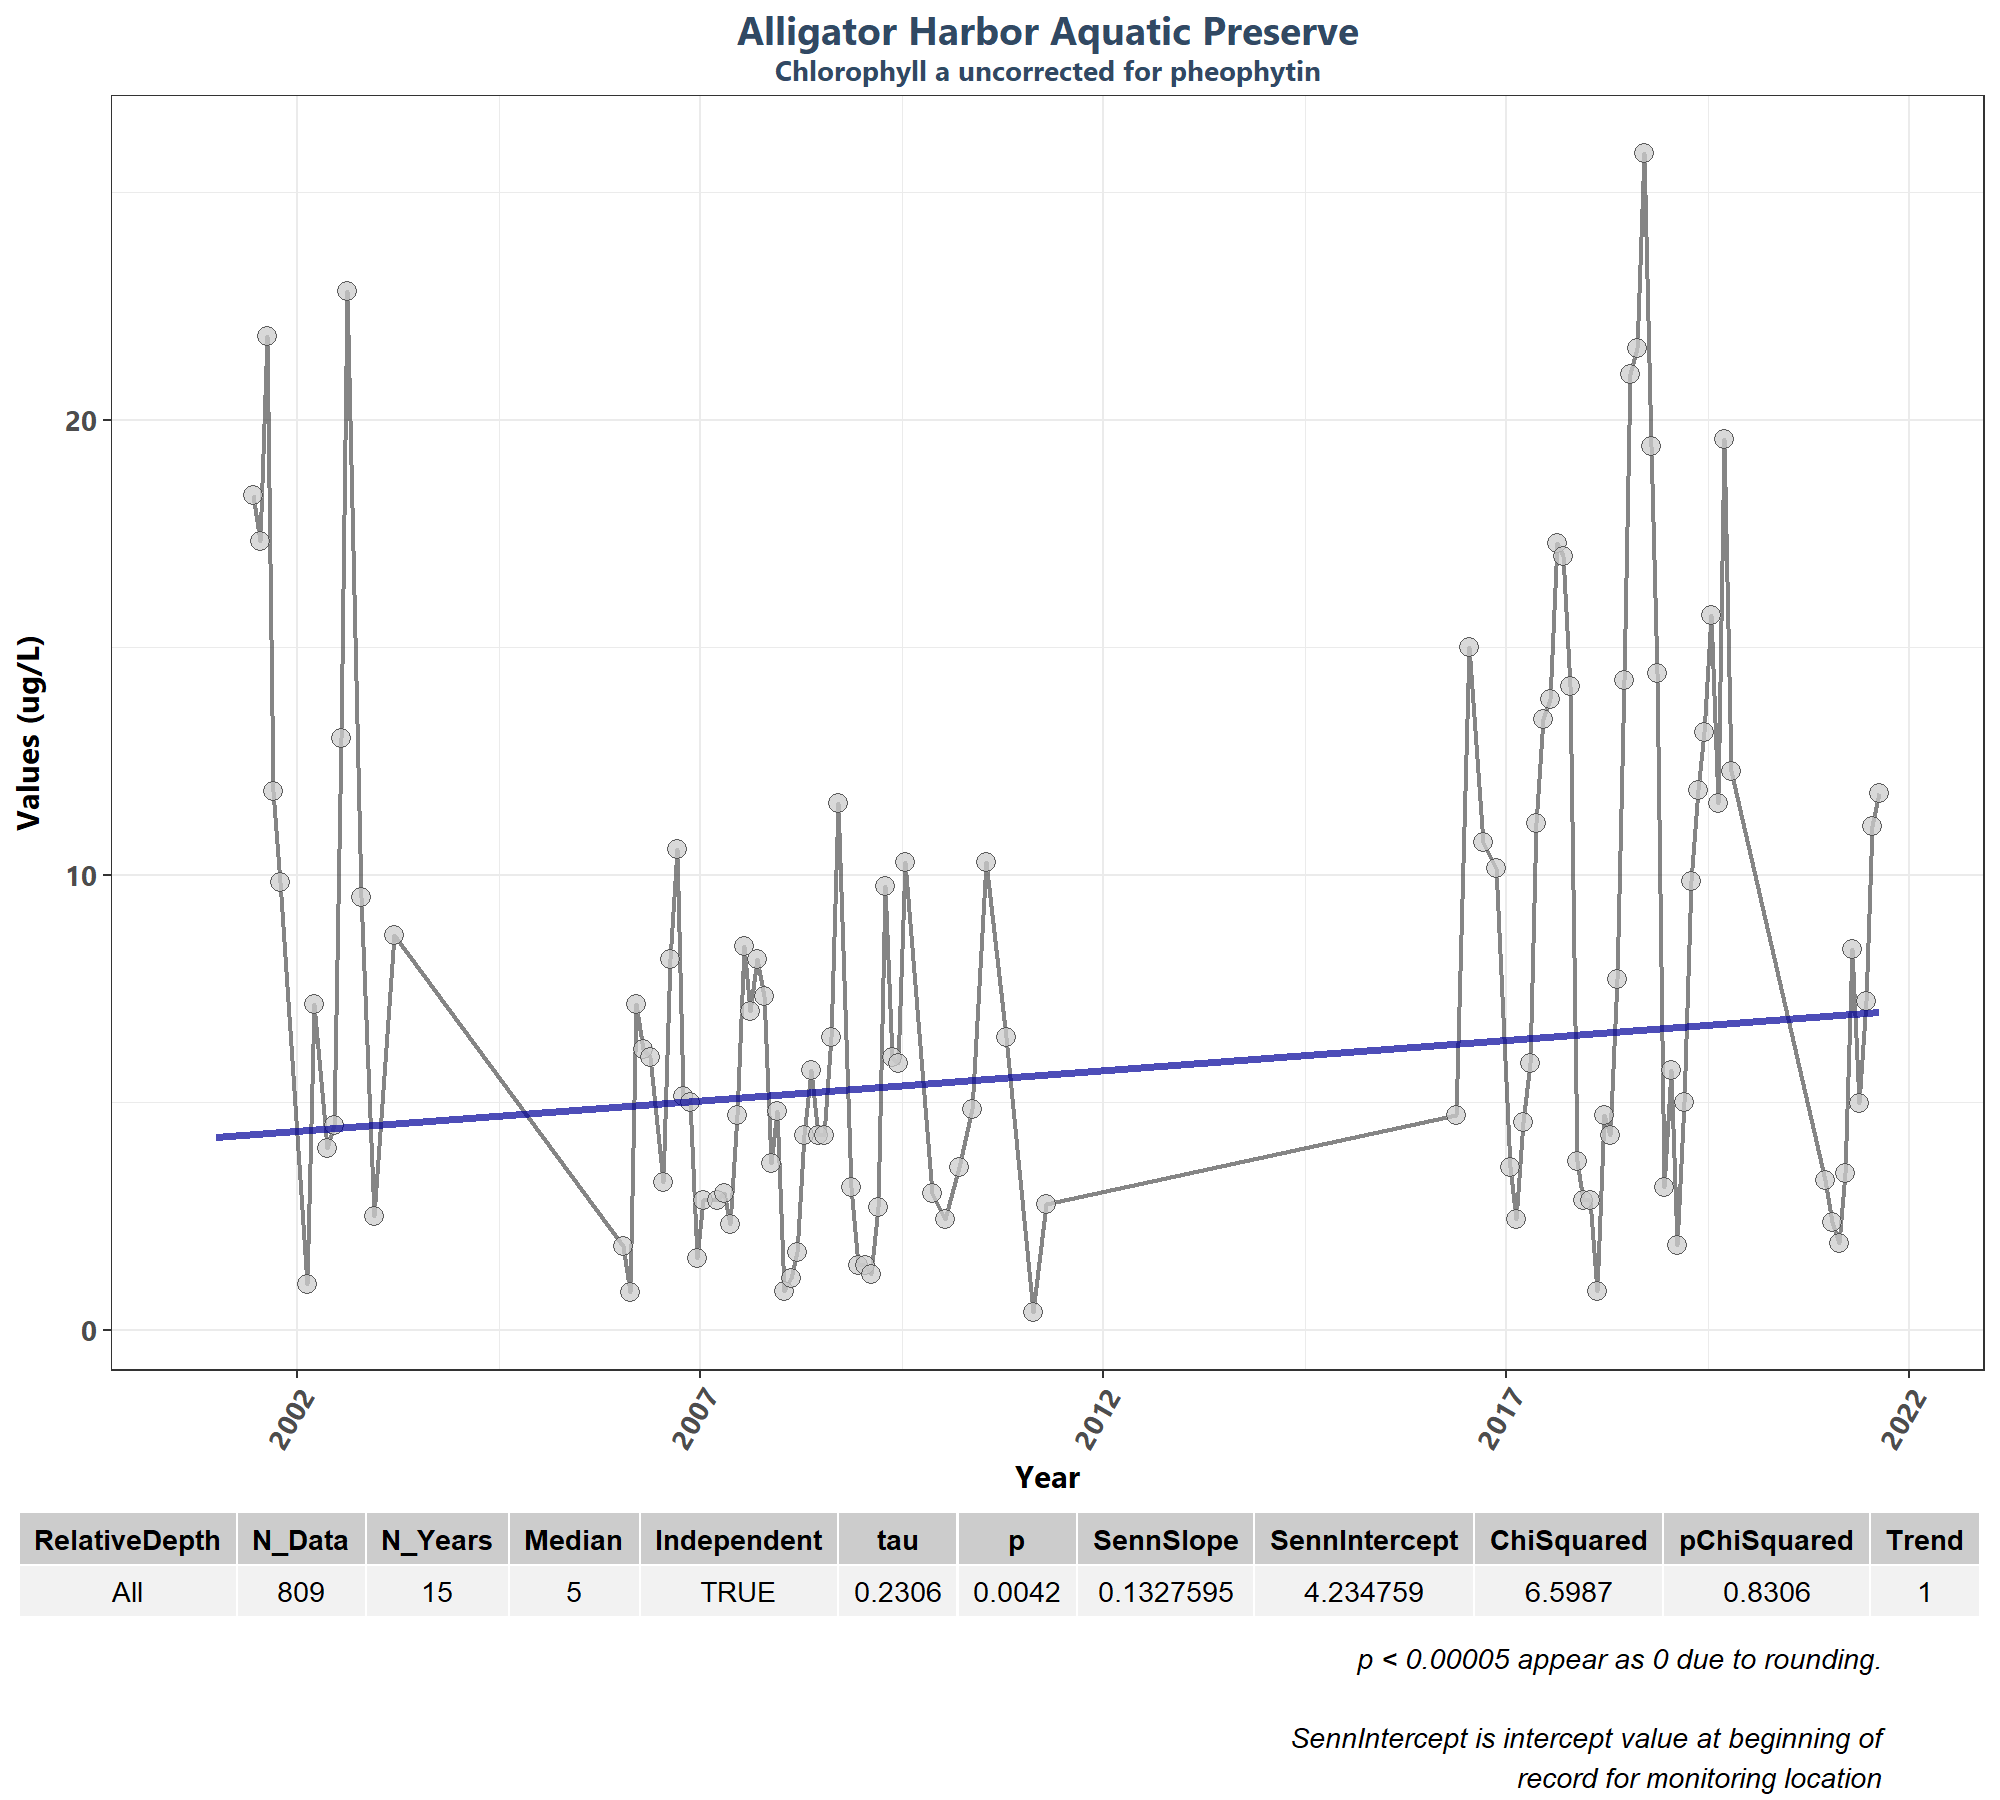 Alligator Harbor Aquatic Preserve
Chlorophyll a uncorrected for pheophytin
Values (ug/L)
20
10
0
2002 2007 2012 2017 2022
Year
RelativeDepth N_Data N_Years Median Independent tau p SennSlope SennIntercept ChiSquared pChiSquared Trend
All 809 15 5 TRUE 0.2306 0.0042 0.1327595 4.234759 6.5987 0.8306 1
p < 0.00005 appear as 0 due to rounding.
SennIntercept is intercept value at beginning of
record for monitoring location